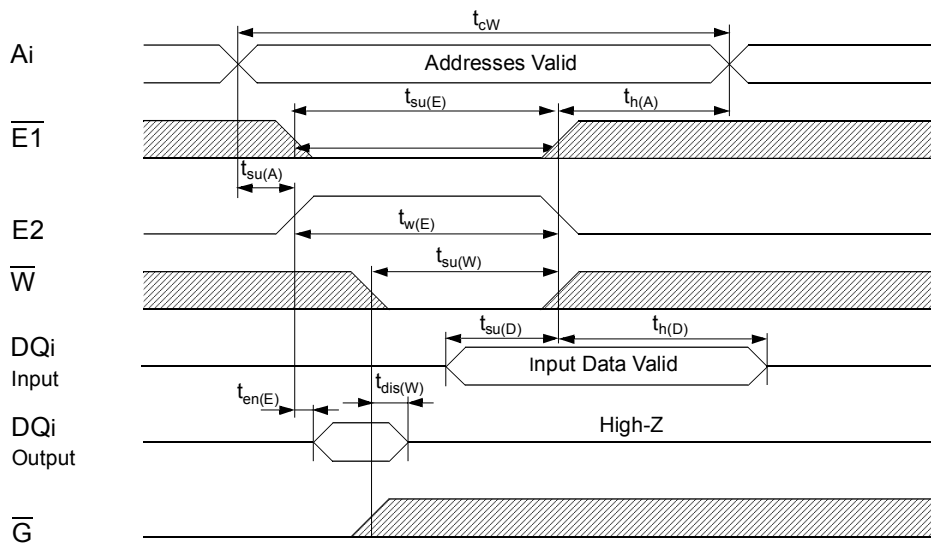 t_cW
Ai
Addresses Valid
t_su(E)
t_h(A)
E̅1̅
t_su(A)
E2
t_w(E)
t_su(W)
W̅
t_su(D)
t_h(D)
DQi
Input
Input Data Valid
t_en(E)
t_dis(W)
DQi
Output
High-Z
G̅